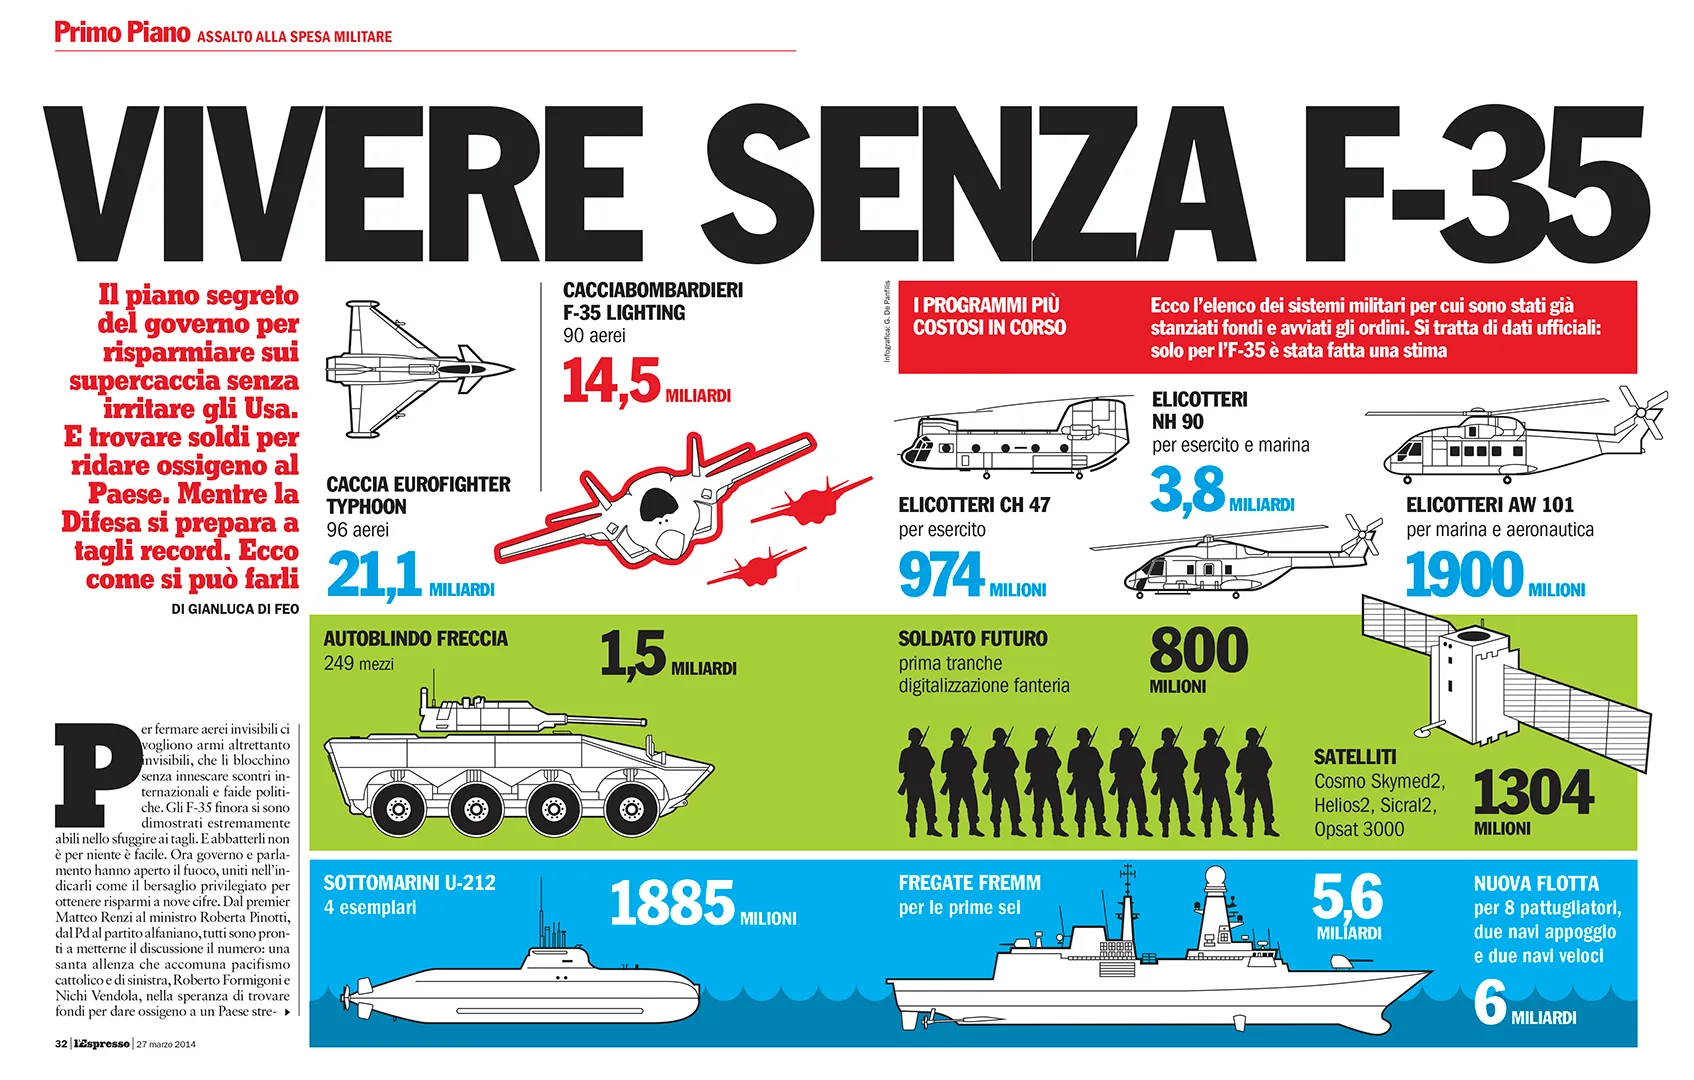 Primo Piano ASSALTO ALLA SPESA MILITARE
VIVERE SENZA F-35
Il piano segreto
del governo per
risparmiare sui
supercaccia senza
irritare gli Usa.
E trovare soldi per
ridare ossigeno al
Paese. Mentre la
Difesa si prepara a
tagli record. Ecco
come si può farli
DI GIANLUCA DI FEO
Per fermare aerei invisibili ci
vogliono armi altrettanto
invisibili, che li blocchino
senza innescare scontri in-
ternazionali e faide politi-
che. Gli F-35 finora si sono
dimostrati estremamente
abili nello sfuggire ai tagli. E abbatterli non
è per niente è facile. Ora governo e parla-
mento hanno aperto il fuoco, uniti nell'in-
dicarli come il bersaglio privilegiato per
ottenere risparmi a nove cifre. Dal premier
Matteo Renzi al ministro Roberta Pinotti,
dal Pd al partito alfaniano, tutti sono pron-
ti a metterne il discussione il numero: una
santa allenza che accomuna pacifismo
cattolico e di sinistra, Roberto Formigoni e
Nichi Vendola, nella speranza di trovare
fondi per dare ossigeno a un Paese stre-
32 | l'Espresso | 27 marzo 2014
CACCIA EUROFIGHTER
TYPHOON
96 aerei
21,1 MILIARDI
CACCIABOMBARDIERI
F-35 LIGHTING
90 aerei
14,5 MILIARDI
Infografica: G. De Panfilis
I PROGRAMMI PIÙ
COSTOSI IN CORSO
Ecco l'elenco dei sistemi militari per cui sono stati già
stanziati fondi e avviati gli ordini. Si tratta di dati ufficiali:
solo per l'F-35 è stata fatta una stima
ELICOTTERI CH 47
per esercito
974 MILIONI
ELICOTTERI
NH 90
per esercito e marina
3,8 MILIARDI
ELICOTTERI AW 101
per marina e aeronautica
1900 MILIONI
AUTOBLINDO FRECCIA
249 mezzi
1,5 MILIARDI
SOLDATO FUTURO
prima tranche
digitalizzazione fanteria
800
MILIONI
SATELLITI
Cosmo Skymed2,
Helios2, Sicral2,
Opsat 3000
1304
MILIONI
SOTTOMARINI U-212
4 esemplari
1885 MILIONI
FREGATE FREMM
per le prime sei
5,6
MILIARDI
NUOVA FLOTTA
per 8 pattugliatori,
due navi appoggio
e due navi veloci
6 MILIARDI